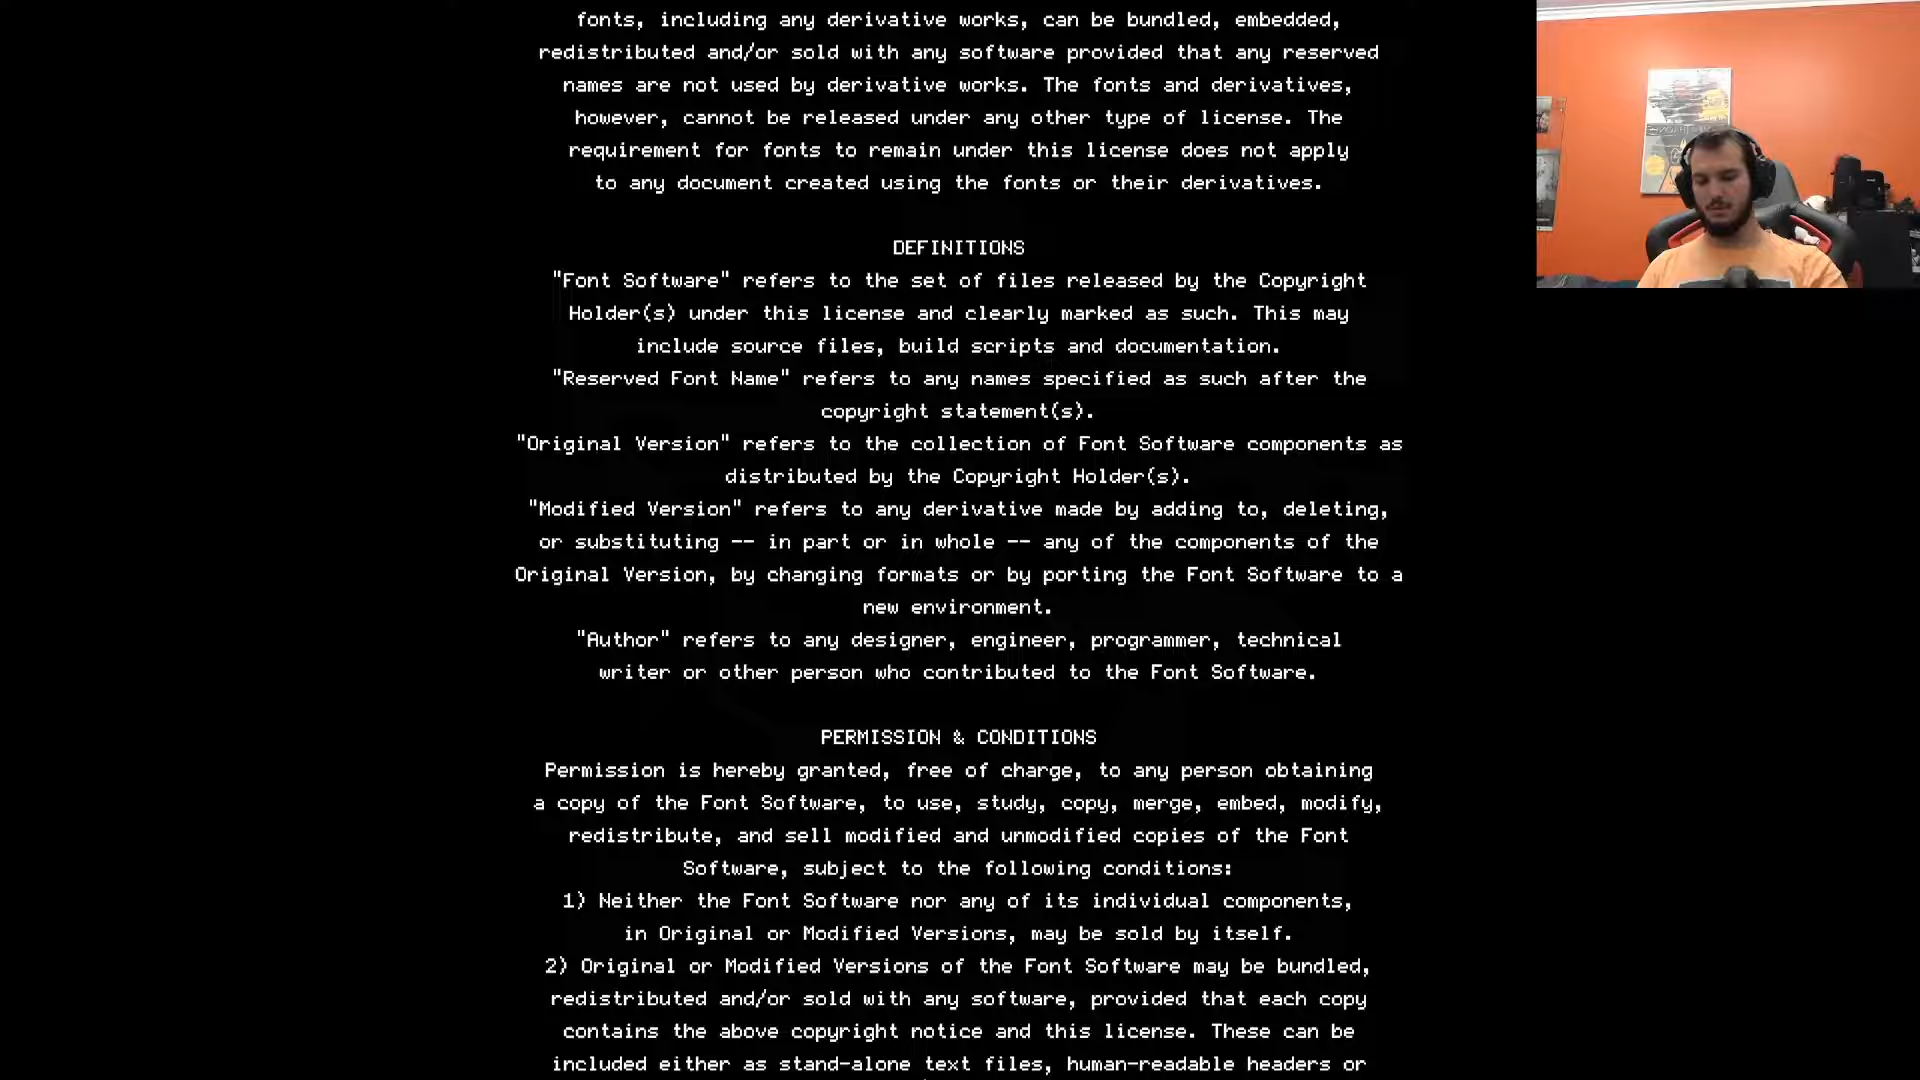 fonts, including any derivative works, can be bundled, embedded,
redistributed and/or sold with any software provided that any reserved
names are not used by derivative works. The fonts and derivatives,
however, cannot be released under any other type of license. The
requirement for fonts to remain under this license does not apply
to any document created using the fonts or their derivatives.
DEFINITIONS
"Font Software" refers to the set of files released by the Copyright
Holder(s) under this license and clearly marked as such. This may
include source files, build scripts and documentation.
"Reserved Font Name" refers to any names specified as such after the
copyright statement(s).
"Original Version" refers to the collection of Font Software components as
distributed by the Copyright Holder(s).
"Modified Version" refers to any derivative made by adding to, deleting,
or substituting -- in part or in whole -- any of the components of the
Original Version, by changing formats or by porting the Font Software to a
new environment.
"Author" refers to any designer, engineer, programmer, technical
writer or other person who contributed to the Font Software.
PERMISSION & CONDITIONS
Permission is hereby granted, free of charge, to any person obtaining
a copy of the Font Software, to use, study, copy, merge, embed, modify,
redistribute, and sell modified and unmodified copies of the Font
Software, subject to the following conditions:
1) Neither the Font Software nor any of its individual components,
in Original or Modified Versions, may be sold by itself.
2) Original or Modified Versions of the Font Software may be bundled,
redistributed and/or sold with any software, provided that each copy
contains the above copyright notice and this license. These can be
included either as stand-alone text files, human-readable headers or